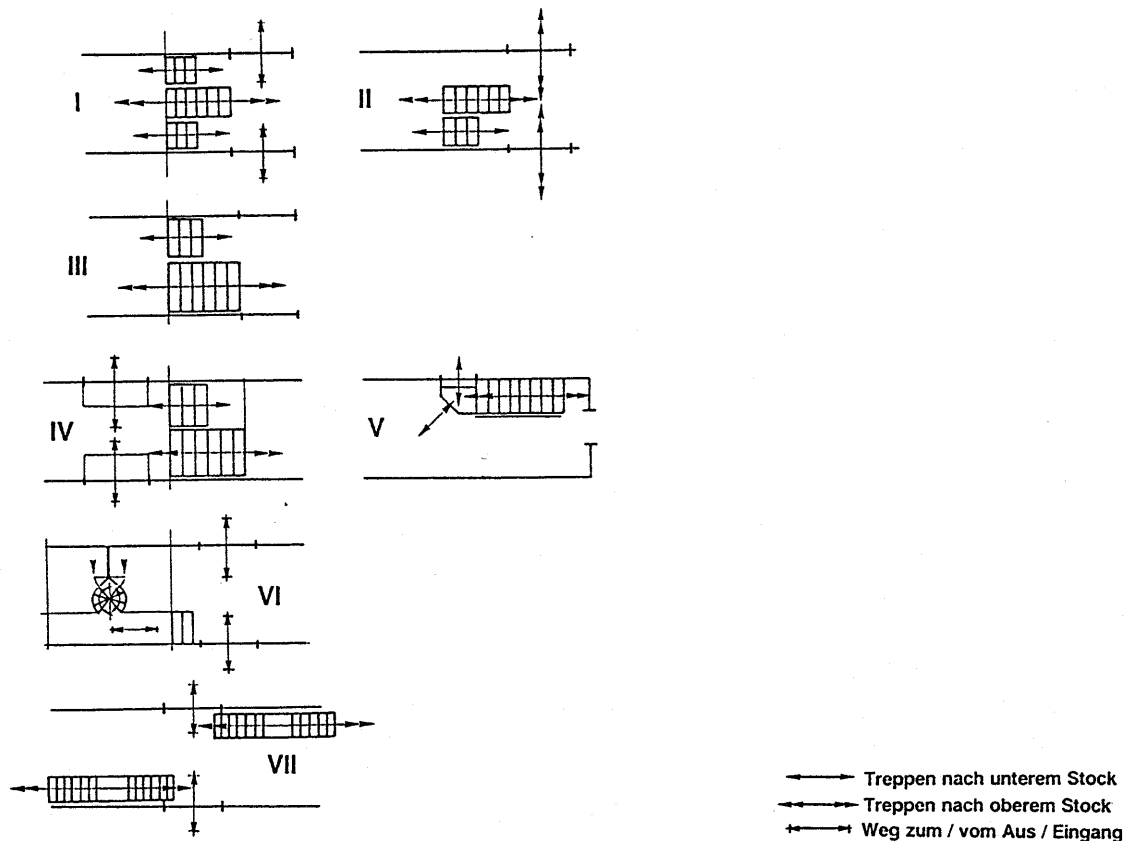 I
II
III
IV
V
VI
VII
Treppen nach unterem Stock
Treppen nach oberem Stock
Weg zum / vom Aus / Eingang